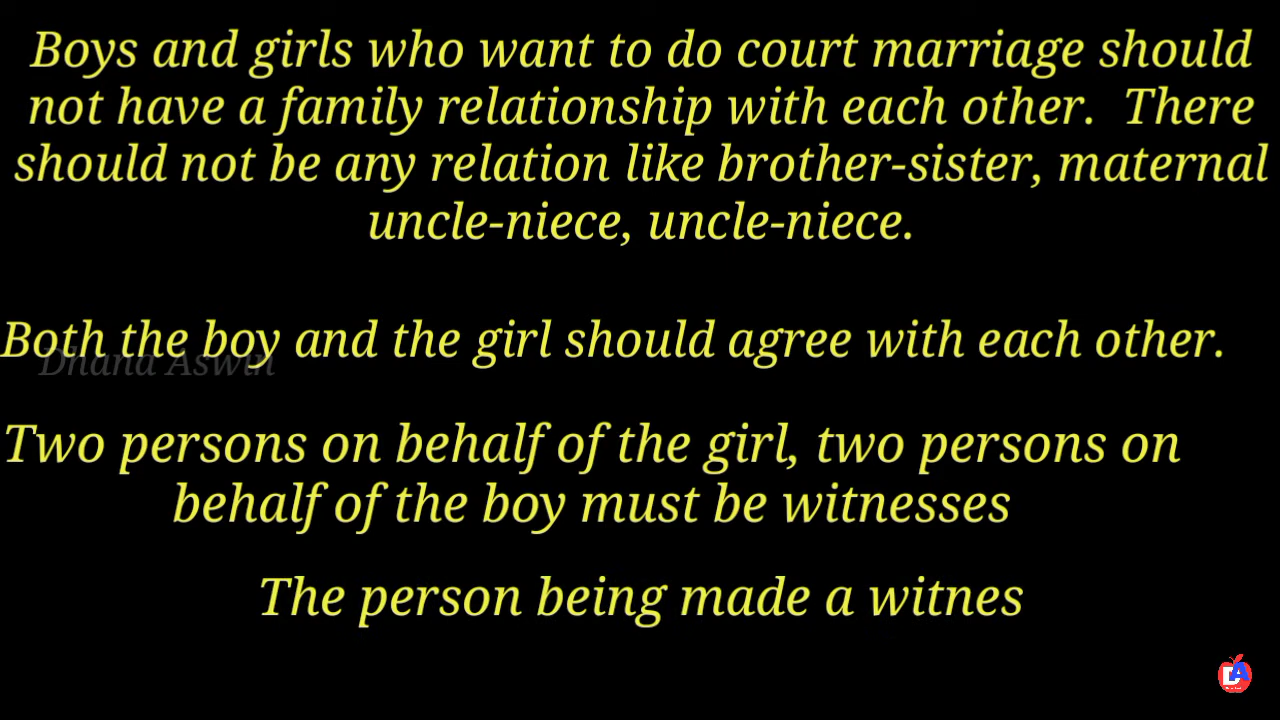 Boys and girls who want to do court marriage should
not have a family relationship with each other. There
should not be any relation like brother-sister, maternal
uncle-niece, uncle-niece.
Both the boy and the girl should agree with each other.
Dhana Aswin
Two persons on behalf of the girl, two persons on
behalf of the boy must be witnesses
The person being made a witnes
DA